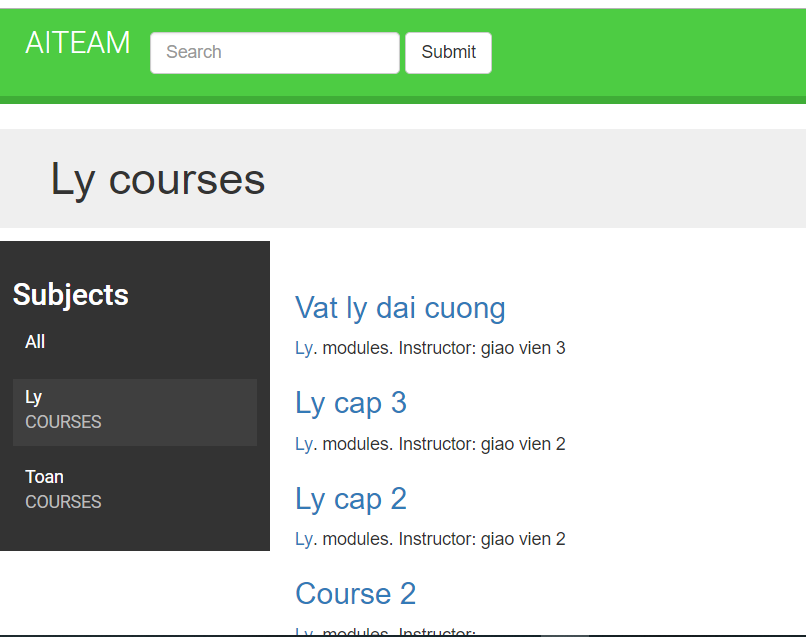 AITEAM
Search
Submit
Ly courses
Subjects
All
Ly
COURSES
Toan
COURSES
Vat ly dai cuong
Ly. modules. Instructor: giao vien 3
Ly cap 3
Ly. modules. Instructor: giao vien 2
Ly cap 2
Ly. modules. Instructor: giao vien 2
Course 2
Ly. modules. Instructor: